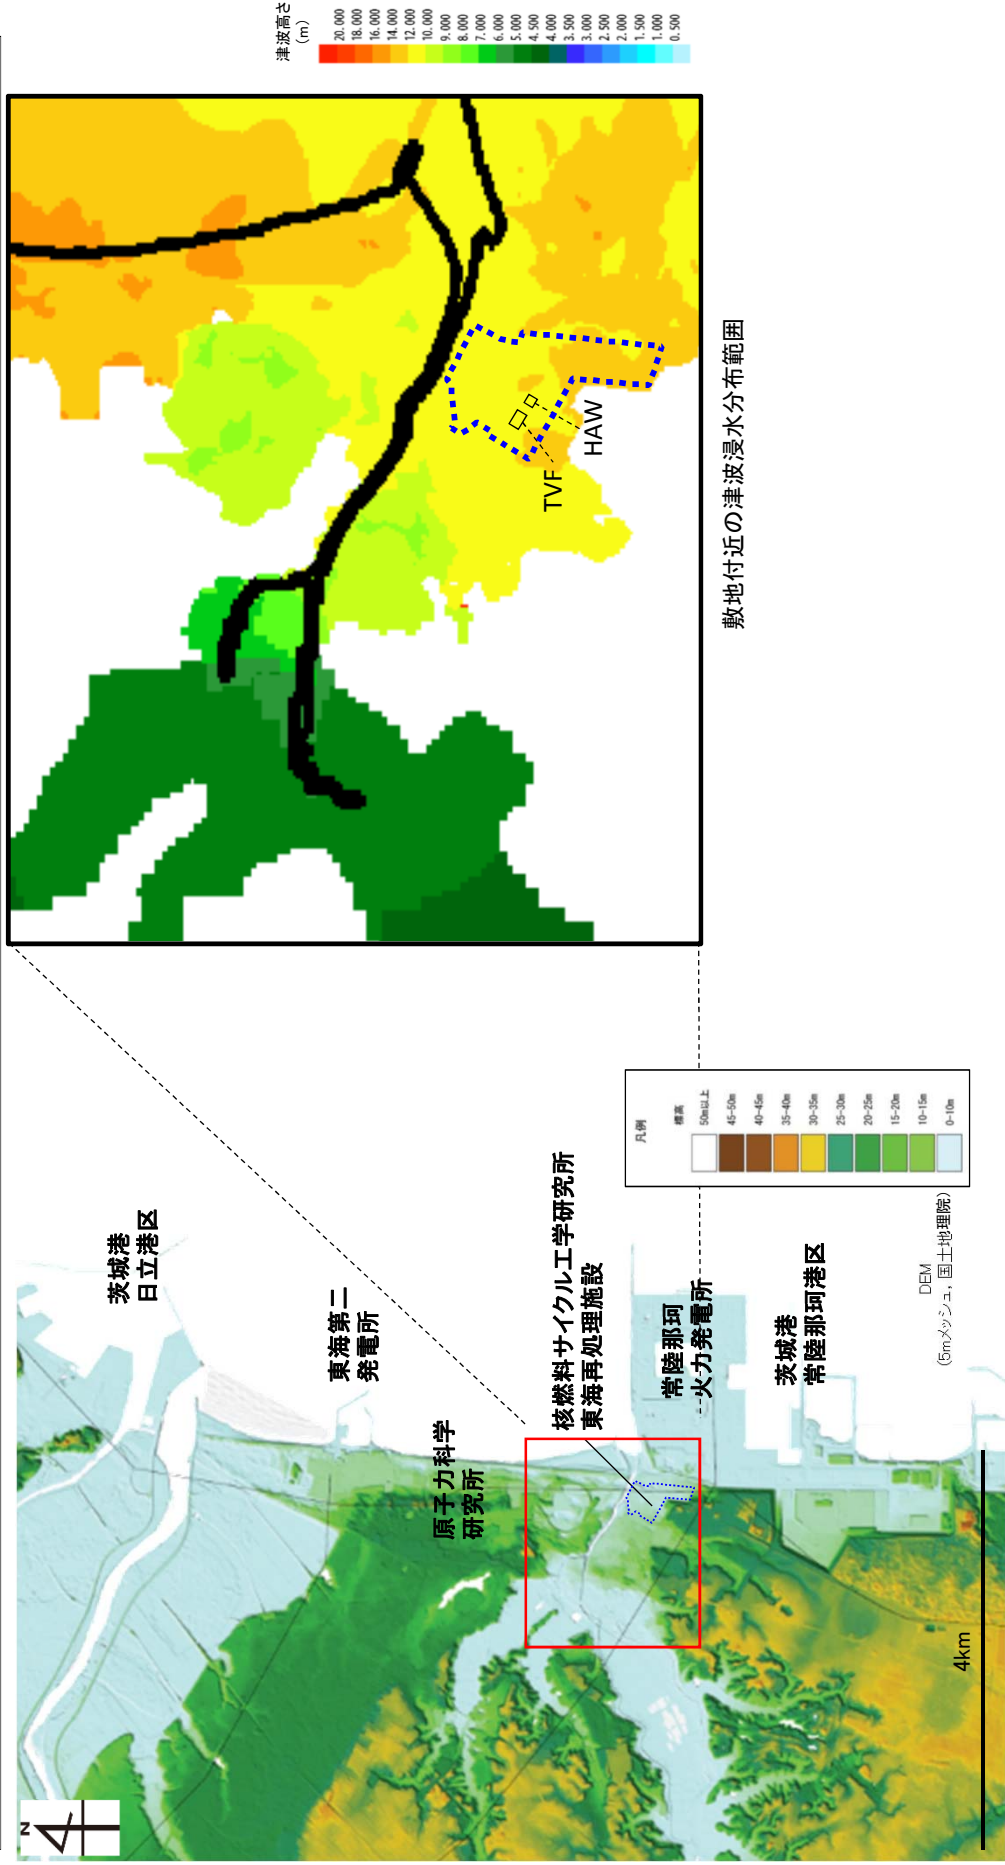 N
茨城港
日立港区
東海第二
発電所
原子力科学
研究所
核燃料サイクル工学研究所
東海再処理施設
常陸那珂
火力発電所
茨城港
常陸那珂港区
4km
DEM
(5mメッシュ, 国土地理院)
凡例
標高
50m以上
45-50m
40-45m
35-40m
30-35m
25-30m
20-25m
15-20m
10-15m
0-10m
TVF
HAW
敷地付近の津波浸水分布範囲
津波高さ
(m)
20.000
18.000
16.000
14.000
12.000
10.000
9.000
8.000
7.000
6.000
5.000
4.500
4.000
3.500
3.000
2.500
2.000
1.500
1.000
0.500